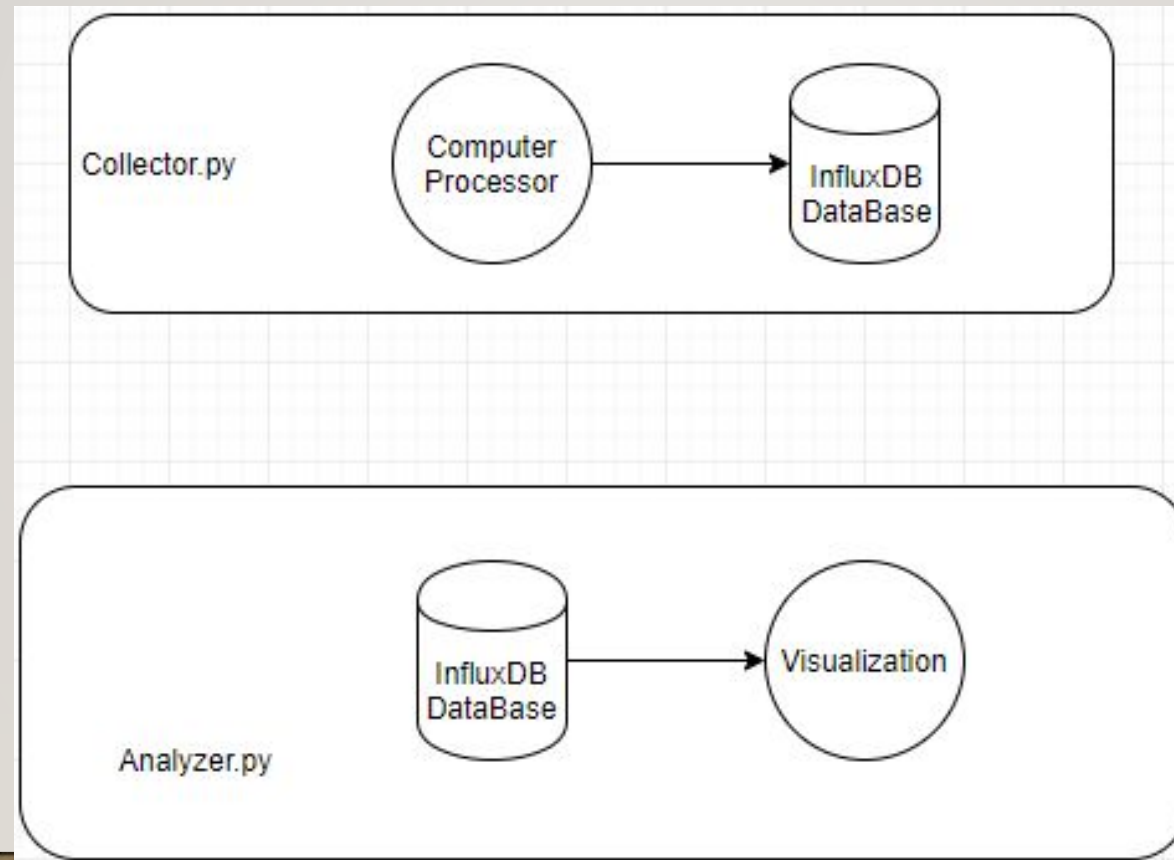 Collector.py
Computer
Processor
InfluxDB
DataBase
InfluxDB
DataBase
Visualization
Analyzer.py